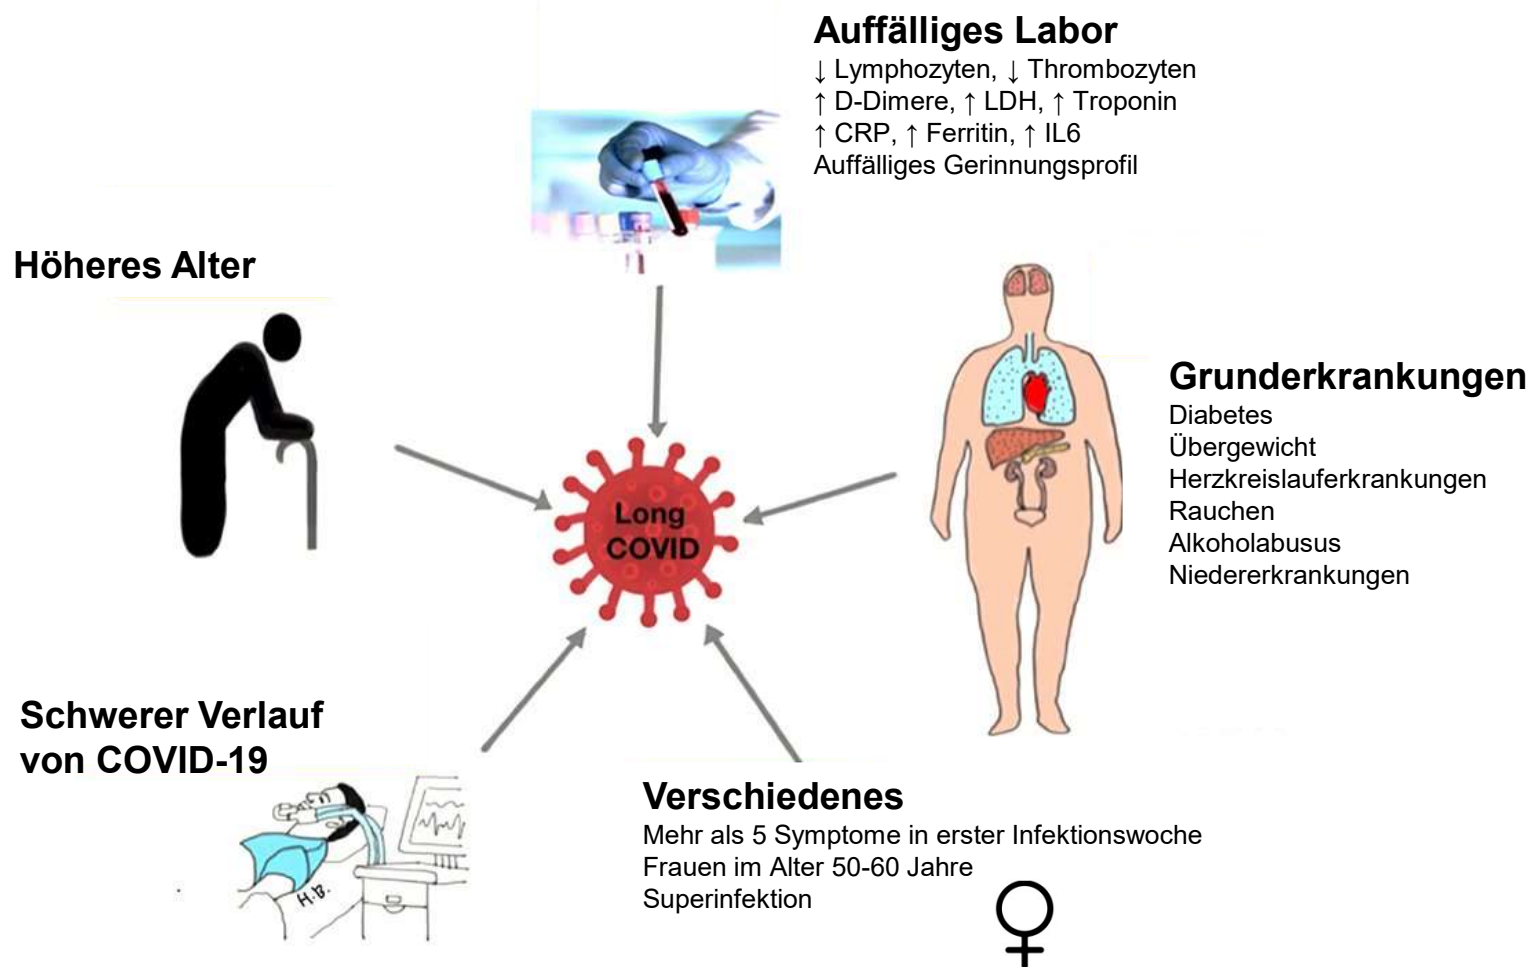 Auffälliges Labor
↓ Lymphozyten, ↓ Thrombozyten
↑ D-Dimere, ↑ LDH, ↑ Troponin
↑ CRP, ↑ Ferritin, ↑ IL6
Auffälliges Gerinnungsprofil
Höheres Alter
Grunderkrankungen
Diabetes
Übergewicht
Herzkreislauferkrankungen
Rauchen
Alkoholabusus
Niedererkrankungen
Long
COVID
Schwerer Verlauf
von COVID-19
H.B.
Verschiedenes
Mehr als 5 Symptome in erster Infektionswoche
Frauen im Alter 50-60 Jahre
Superinfektion